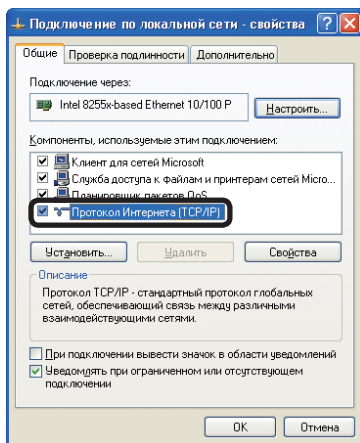 Подключение по локальной сети - свойства
Общие Проверка подлинности Дополнительно
Подключение через:
Intel 8255x-based Ethernet 10/100 P Настроить...
Компоненты, используемые этим подключением:
Клиент для сетей Microsoft
Служба доступа к файлам и принтерам сетей Micro...
Планировщик пакетов QoS
Протокол Интернета (TCP/IP)
Установить... Удалить Свойства
Описание
Протокол TCP/IP - стандартный протокол глобальных
сетей, обеспечивающий связь между различными
взаимодействующими сетями.
При подключении вывести значок в области уведомлений
Уведомлять при ограниченном или отсутствующем
подключении
OK Отмена